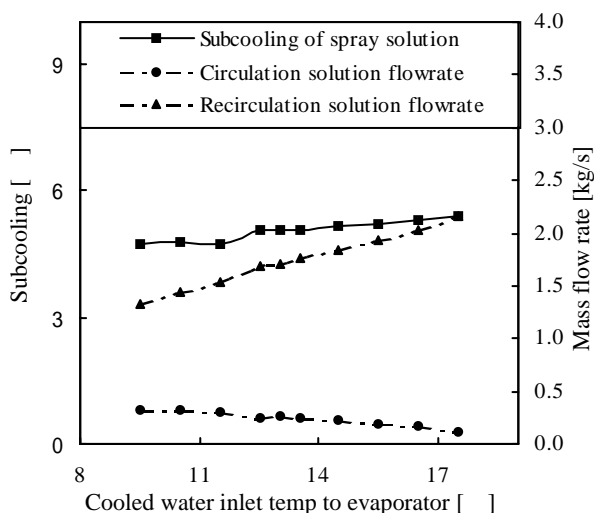 Subcooling of spray solution
Circulation solution flowrate
Recirculation solution flowrate
9
6
3
0
Subcooling [ ]
4.0
3.5
3.0
2.5
2.0
1.5
1.0
0.5
0.0
Mass flow rate [kg/s]
8 11 14 17
Cooled water inlet temp to evaporator [ ]